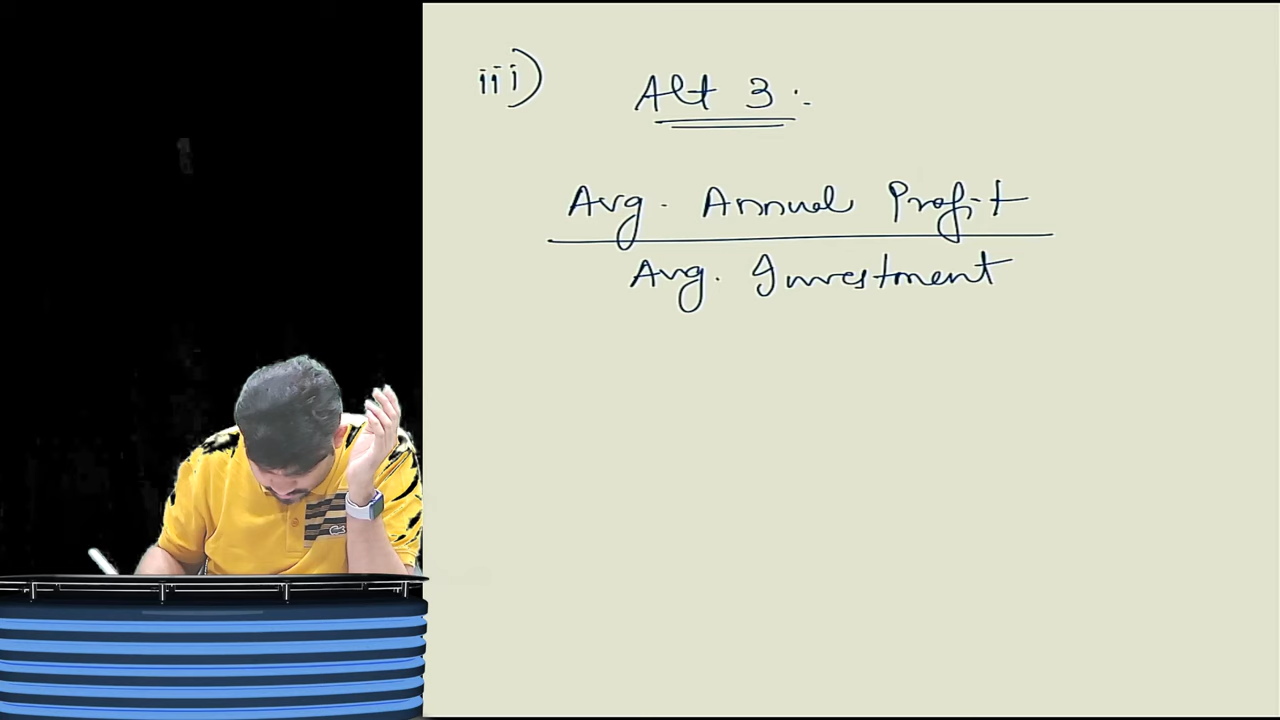 iii) Alt 3 :
Avg. Annual Profit
Avg. Investment